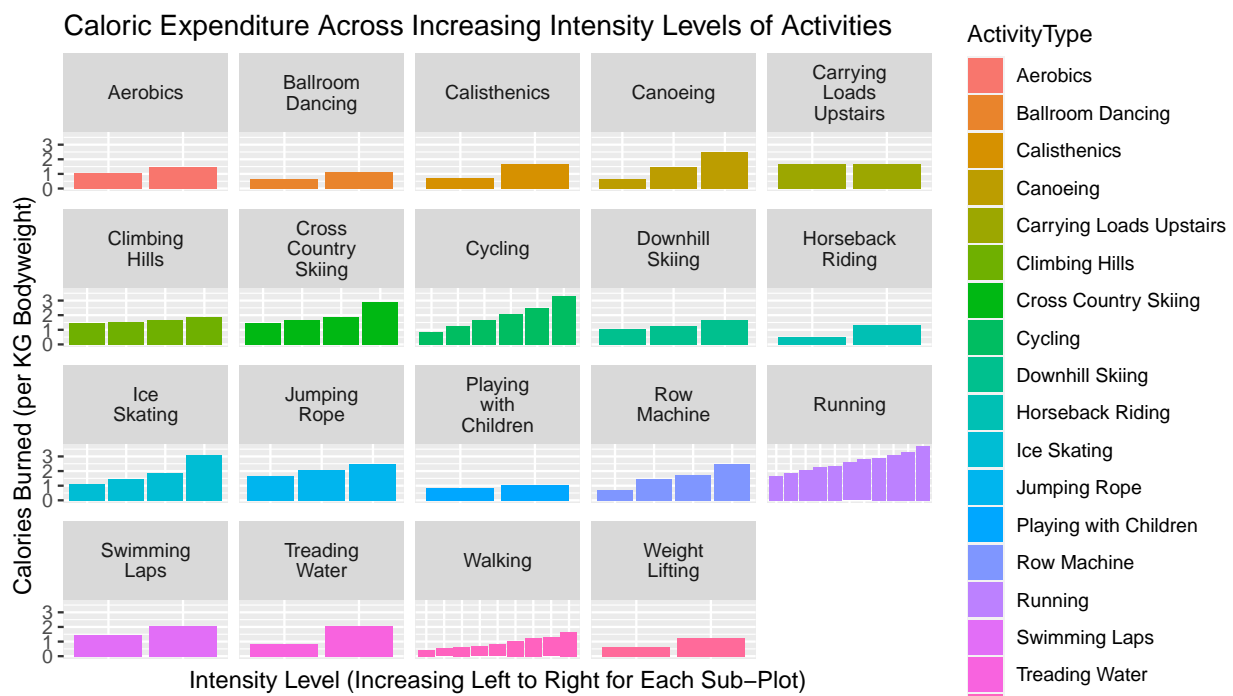 Caloric Expenditure Across Increasing Intensity Levels of Activities
Aerobics
Ballroom
Dancing
Calisthenics
Canoeing
Carrying
Loads
Upstairs
3
2
1
0
Climbing
Hills
Cross
Country
Skiing
Cycling
Downhill
Skiing
Horseback
Riding
3
2
1
0
Ice
Skating
Jumping
Rope
Playing
with
Children
Row
Machine
Running
3
2
1
0
Swimming
Laps
Treading
Water
Walking
Weight
Lifting
3
2
1
0
Calories Burned (per KG Bodyweight)
Intensity Level (Increasing Left to Right for Each Sub−Plot)
ActivityType
Aerobics
Ballroom Dancing
Calisthenics
Canoeing
Carrying Loads Upstairs
Climbing Hills
Cross Country Skiing
Cycling
Downhill Skiing
Horseback Riding
Ice Skating
Jumping Rope
Playing with Children
Row Machine
Running
Swimming Laps
Treading Water